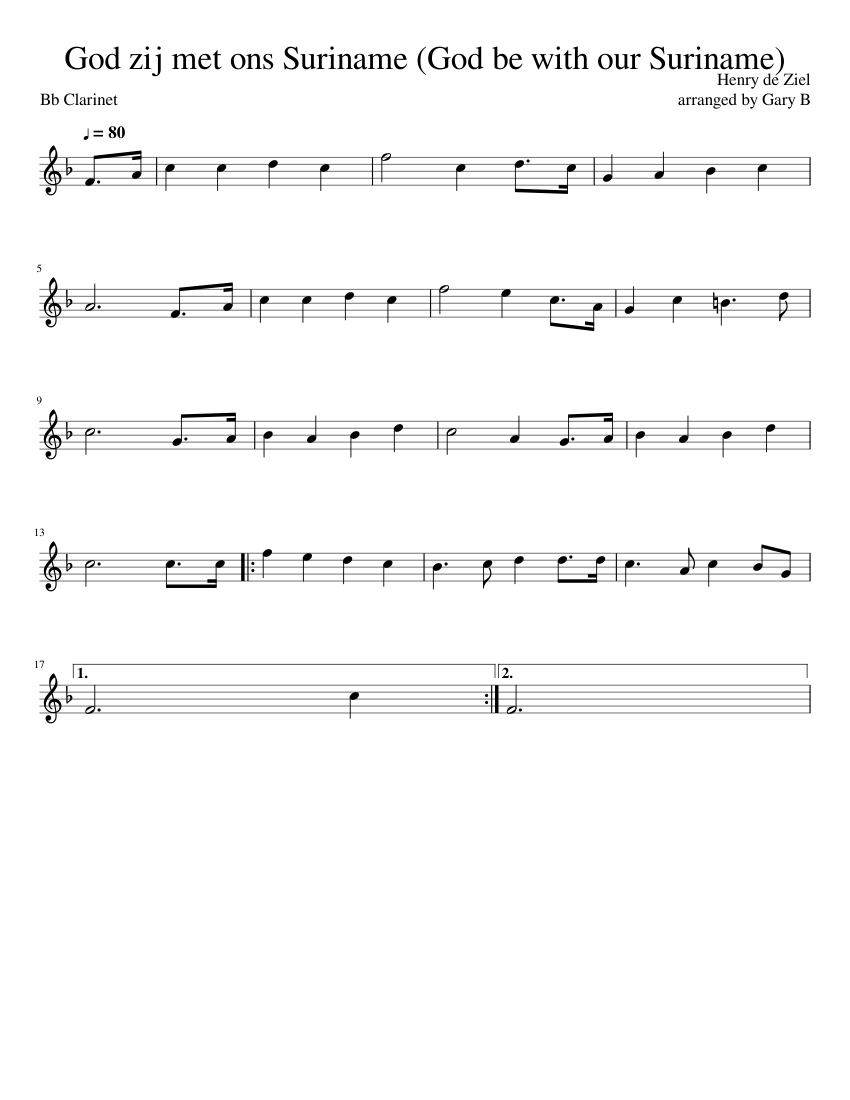 God zij met ons Suriname (God be with our Suriname)
Henry de Ziel
Bb Clarinet
arranged by Gary B
♩ = 80
5
9
13
17
1.
2.